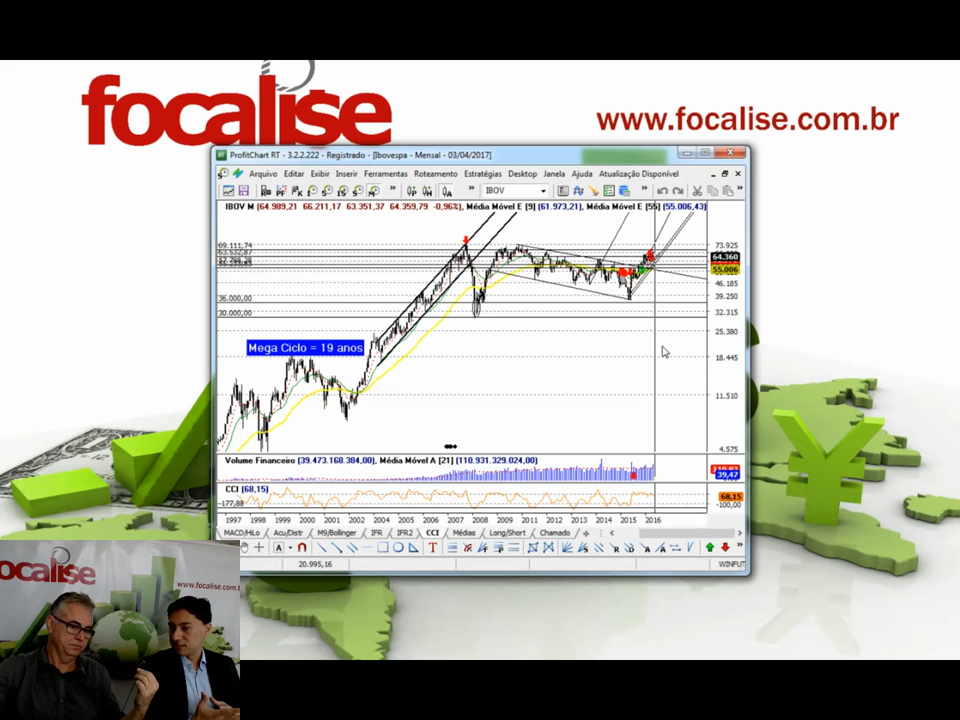 focalise
www.focalise.com.br
ProfitChart RT - 3.2.2.222 - Registrado - [Ibovespa - Mensal - 03/04/2017]
Arquivo Editar Exibir Inserir Ferramentas Roteamento Estratégias Desktop Janela Ajuda Atualização Disponível
IBOV
IBOV M (64.989,21 66.211,17 63.351,37 64.359,79 -0,96%), Média Móvel E [9] (61.973,21), Média Móvel E [55] (55.006,43)
69.111,74
73.925
64.360
55.006
46.185
36.000,00
39.250
30.000,00
32.315
25.380
Mega Ciclo = 19 anos
18.445
11.510
4.575
Volume Financeiro (39.473.168.384,00), Média Móvel A [21] (110.931.329.024,00)
39,47
CCI (68,15)
68,15
-177,88
-100,00
1997 1998 1999 2000 2001 2002 2004 2005 2006 2007 2008 2009 2011 2012 2013 2014 2015 2016
MACD/HiLo Acu/Distr M9/Bollinger IFR IFR2 CCI Médias Long/Short Chamado
20.995,16
WINFUT
focalise
www.focalise.com.b